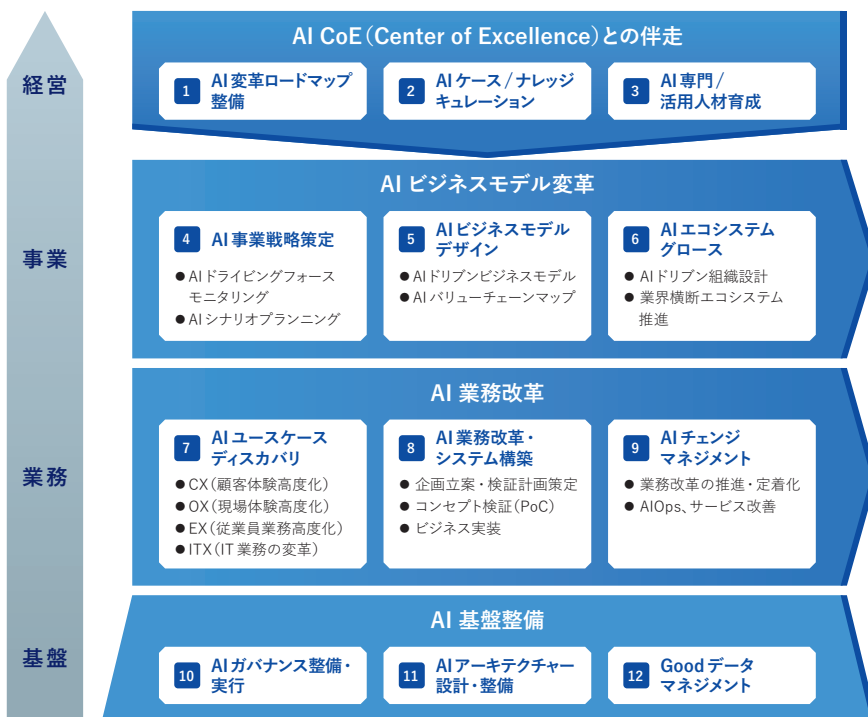 経営
AI CoE(Center of Excellence)との伴走
1
AI変革ロードマップ
整備
2
AIケース/ナレッジ
キュレーション
3
AI専門/
活用人材育成
事業
AIビジネスモデル変革
4
AI事業戦略策定
● AIドライビングフォース
モニタリング
● AIシナリオプランニング
5
AIビジネスモデル
デザイン
● AIドリブンビジネスモデル
● AIバリューチェーンマップ
6
AIエコシステム
グロース
● AIドリブン組織設計
● 業界横断エコシステム
推進
業務
AI業務改革
7
AIユースケース
ディスカバリ
● CX(顧客体験高度化)
● OX(現場体験高度化)
● EX(従業員業務高度化)
● ITX(IT業務の変革)
8
AI業務改革・
システム構築
● 企画立案・検証計画策定
● コンセプト検証(PoC)
● ビジネス実装
9
AIチェンジ
マネジメント
● 業務改革の推進・定着化
● AIOps、サービス改善
基盤
AI基盤整備
10
AIガバナンス整備・
実行
11
AIアーキテクチャー
設計・整備
12
Goodデータ
マネジメント